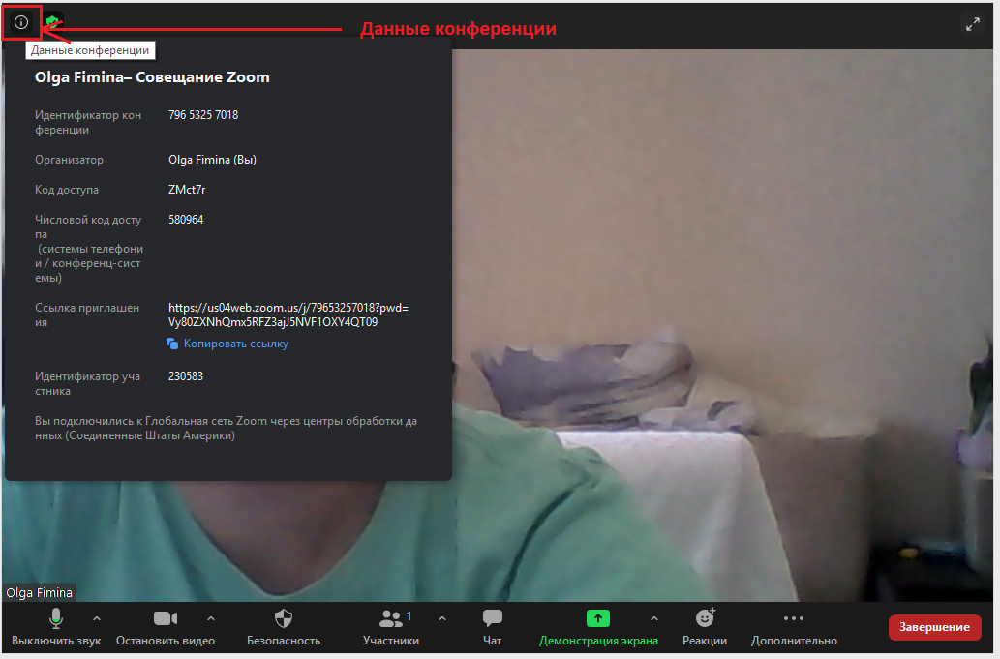 Данные конференции
Данные конференции
Olga Fimina– Совещание Zoom
Идентификатор кон
ференции
796 5325 7018
Организатор
Olga Fimina (Вы)
Код доступа
ZMct7r
Числовой код досту
па
(системы телефони
и / конференц-сист
емы)
580964
Ссылка приглашен
ия
https://us04web.zoom.us/j/79653257018?pwd=
Vy80ZXNhQmx5RFZ3ajJ5NVF1OXY4QT09
Копировать ссылку
Идентификатор уча
стника
230583
Вы подключились к Глобальная сеть Zoom через центры обработки да
нных (Соединенные Штаты Америки)
Olga Fimina
1
Выключить звук
Остановить видео
Безопасность
Участники
Чат
Демонстрация экрана
Реакции
Дополнительно
Завершение